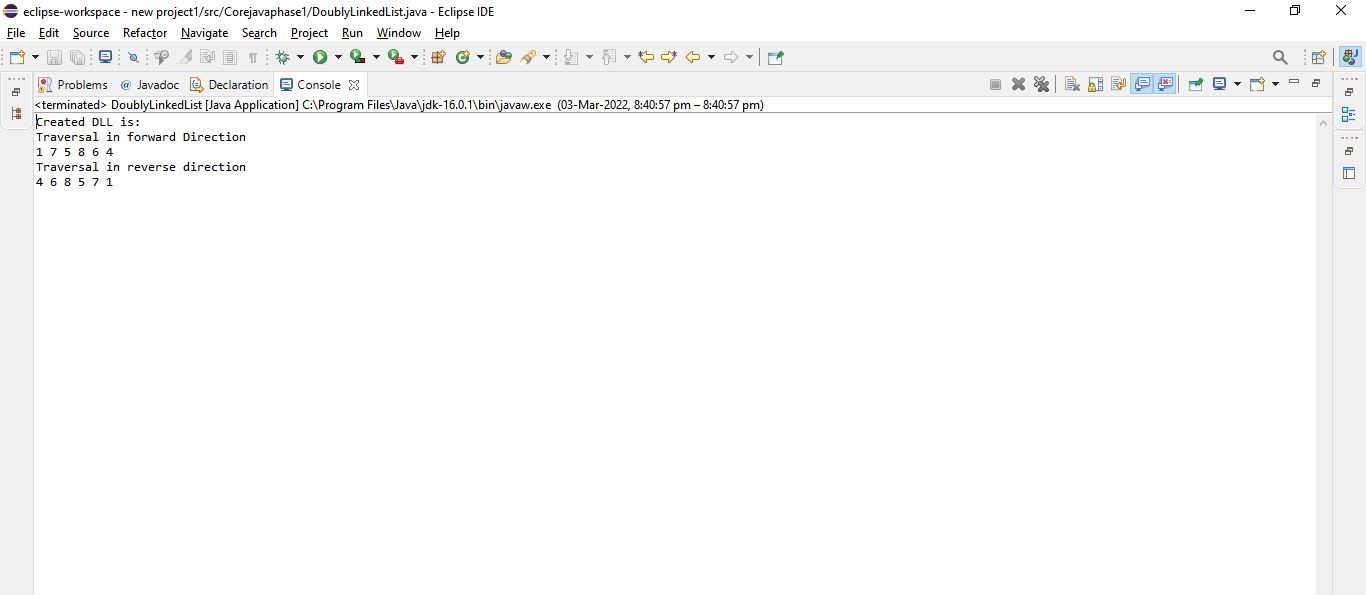 eclipse-workspace - new project1/src/Corejavaphase1/DoublyLinkedList.java - Eclipse IDE
File Edit Source Refactor Navigate Search Project Run Window Help
Problems @ Javadoc Declaration Console
<terminated> DoublyLinkedList [Java Application] C:\Program Files\Java\jdk-16.0.1\bin\javaw.exe (03-Mar-2022, 8:40:57 pm – 8:40:57 pm)
Created DLL is:
Traversal in forward Direction
1 7 5 8 6 4
Traversal in reverse direction
4 6 8 5 7 1